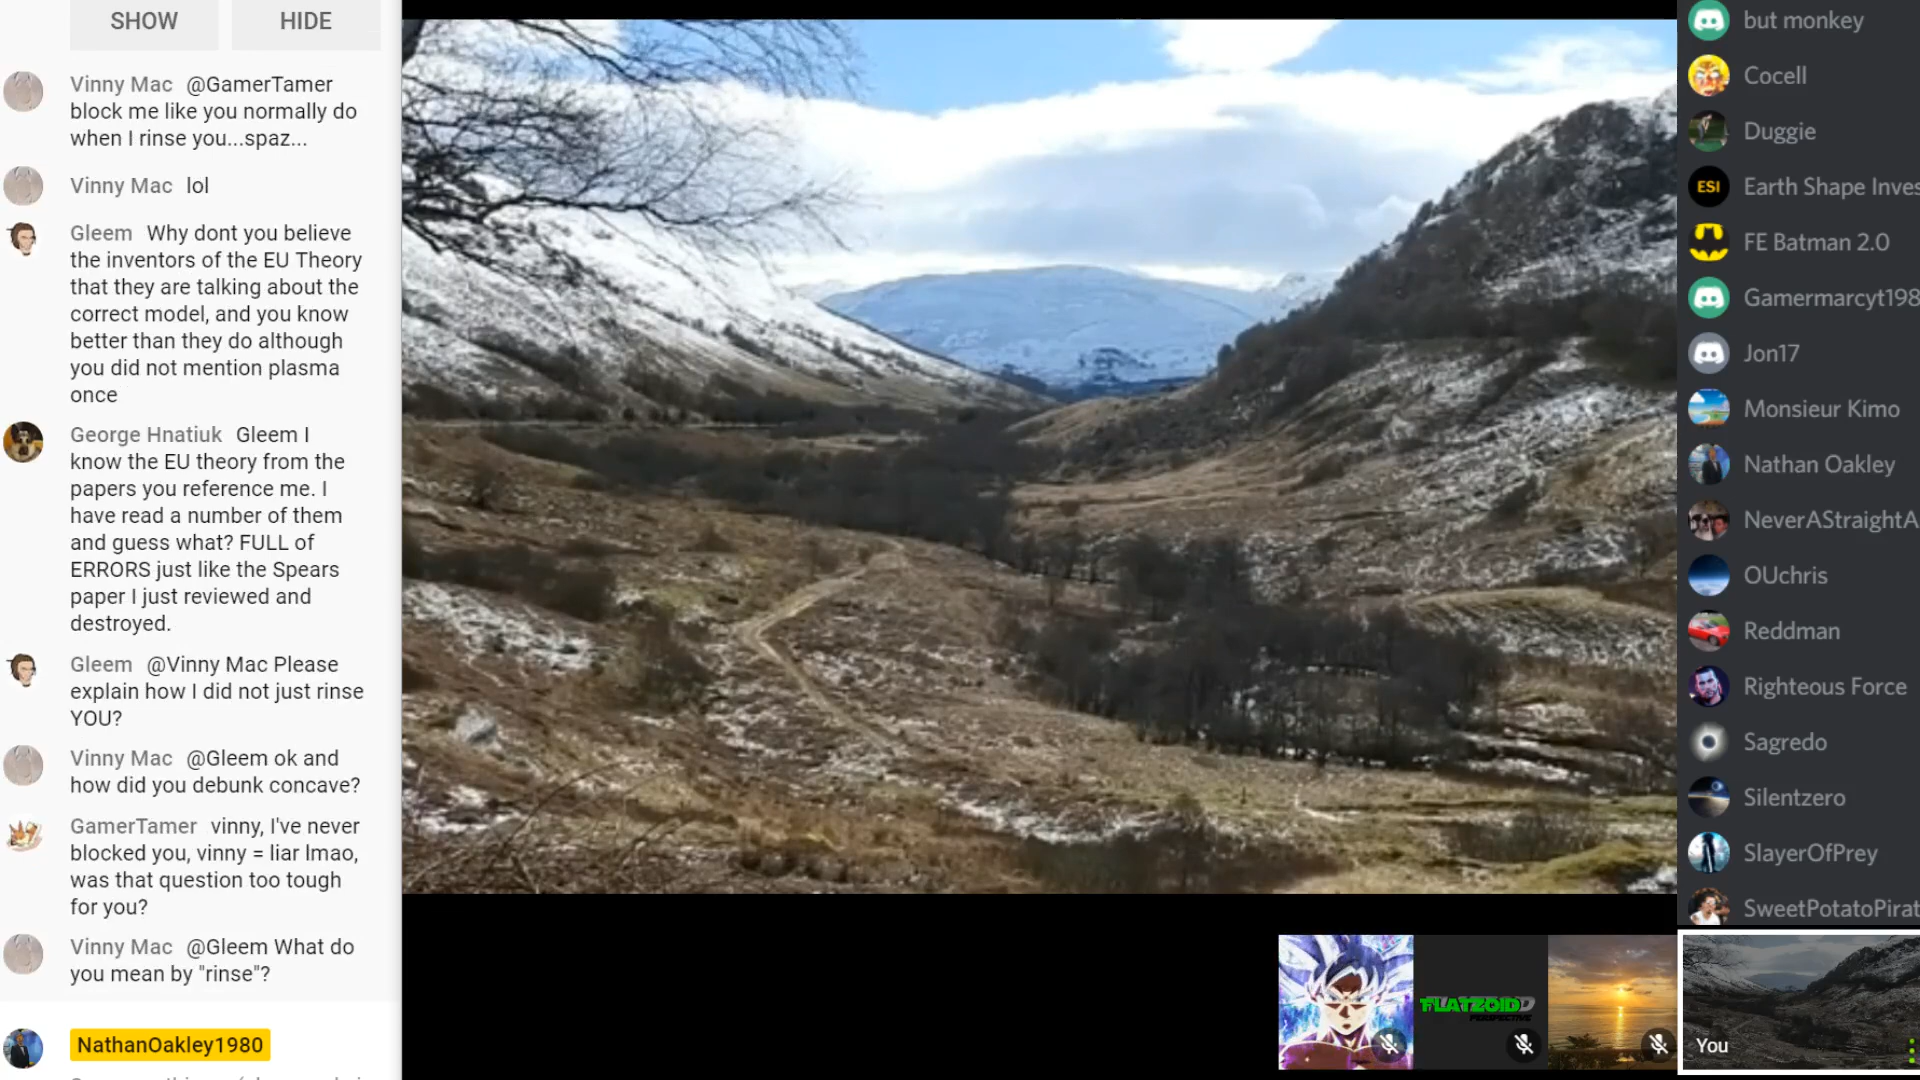 SHOW
HIDE
Vinny Mac @GamerTamer
block me like you normally do
when I rinse you...spaz...
Vinny Mac lol
Gleem Why dont you believe
the inventors of the EU Theory
that they are talking about the
correct model, and you know
better than they do although
you did not mention plasma
once
George Hnatiuk Gleem I
know the EU theory from the
papers you reference me. I
have read a number of them
and guess what? FULL of
ERRORS just like the Spears
paper I just reviewed and
destroyed.
Gleem @Vinny Mac Please
explain how I did not just rinse
YOU?
Vinny Mac @Gleem ok and
how did you debunk concave?
GamerTamer vinny, I've never
blocked you, vinny = liar lmao,
was that question too tough
for you?
Vinny Mac @Gleem What do
you mean by "rinse"?
NathanOakley1980
but monkey
Cocell
Duggie
ESI
Earth Shape Inves
FE Batman 2.0
Gamermarcyt198
Jon17
Monsieur Kimo
Nathan Oakley
NeverAStraightA
OUchris
Reddman
Righteous Force
Sagredo
Silentzero
SlayerOfPrey
SweetPotatoPirat
FLATZOIDD
PERSPECTIVE
You